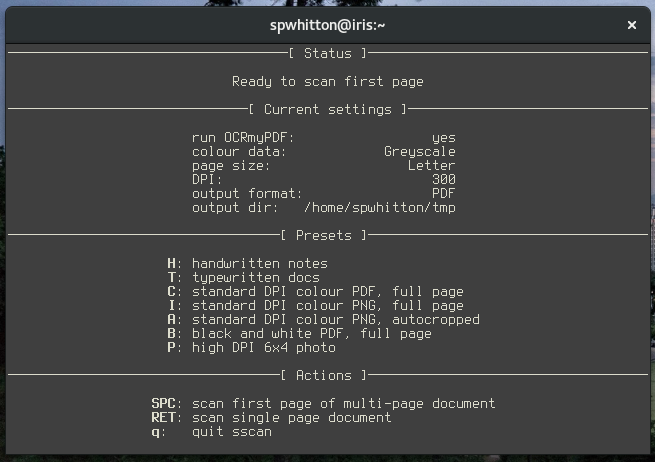 spwhitton@iris:~ ×
[ Status ]
Ready to scan first page
[ Current settings ]
run OCRmyPDF: yes
colour data: Greyscale
page size: Letter
DPI: 300
output format: PDF
output dir: /home/spwhitton/tmp
[ Presets ]
H: handwritten notes
T: typewritten docs
C: standard DPI colour PDF, full page
I: standard DPI colour PNG, full page
A: standard DPI colour PNG, autocropped
B: black and white PDF, full page
P: high DPI 6x4 photo
[ Actions ]
SPC: scan first page of multi-page document
RET: scan single page document
q: quit sscan